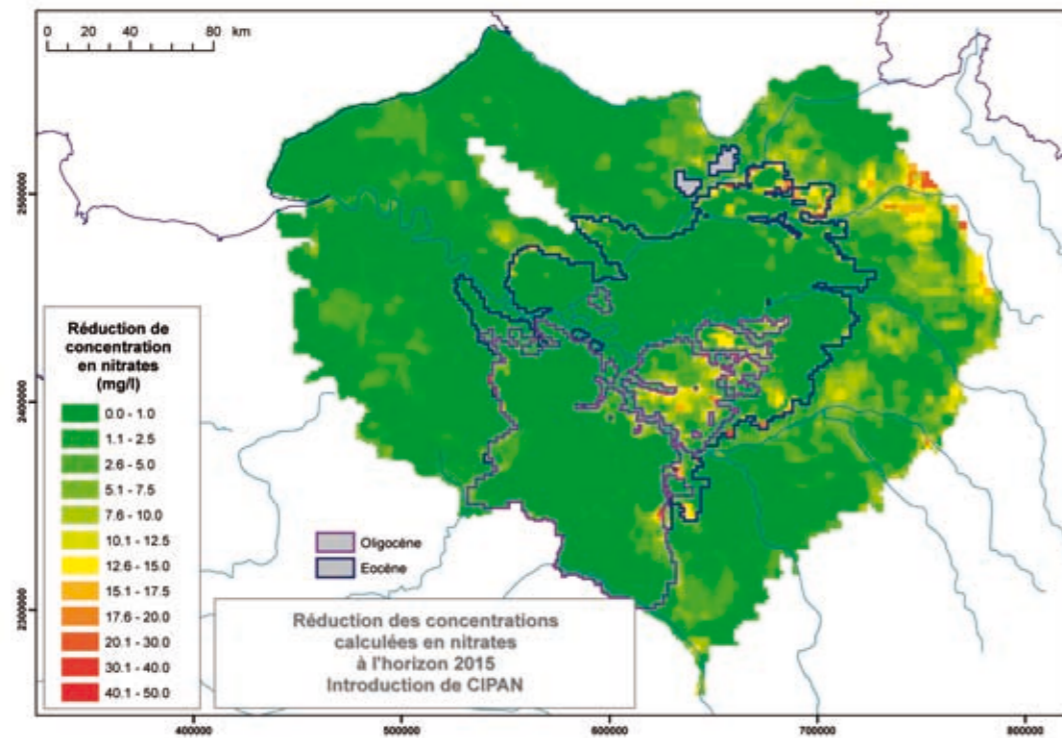 0 20 40 80 km
2500000
2400000
2300000
Réduction de
concentration
en nitrates
(mg/l)
0.0 - 1.0
1.1 - 2.5
2.6 - 5.0
5.1 - 7.5
7.6 - 10.0
10.1 - 12.5
12.6 - 15.0
15.1 - 17.5
17.6 - 20.0
20.1 - 30.0
30.1 - 40.0
40.1 - 50.0
Oligocène
Eocène
Réduction des concentrations
calculées en nitrates
à l'horizon 2015
Introduction de CIPAN
400000 500000 600000 700000 800000